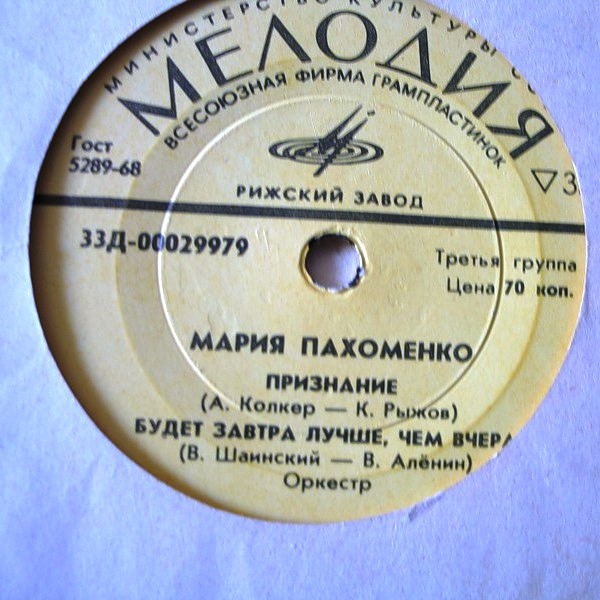 МИНИСТЕРСТВО КУЛЬТУРЫ
МЕЛОДИЯ
ВСЕСОЮЗНАЯ ФИРМА ГРАМПЛАСТИНОК
Гост
5289-68
3
РИЖСКИЙ ЗАВОД
33Д-00029979
Третья группа
Цена 70 коп.
МАРИЯ ПАХОМЕНКО
ПРИЗНАНИЕ
(А. Колкер — К. Рыжов)
БУДЕТ ЗАВТРА ЛУЧШЕ, ЧЕМ ВЧЕРА
(В. Шаинский — В. Алёнин)
Оркестр